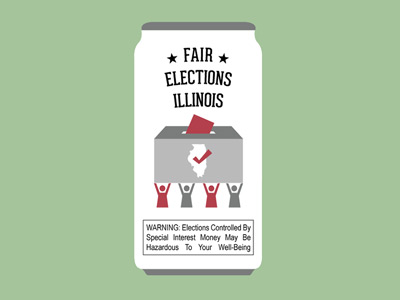 FAIR
ELECTIONS
ILLINOIS
WARNING: Elections Controlled By
Special Interest Money May Be
Hazardous To Your Well-Being